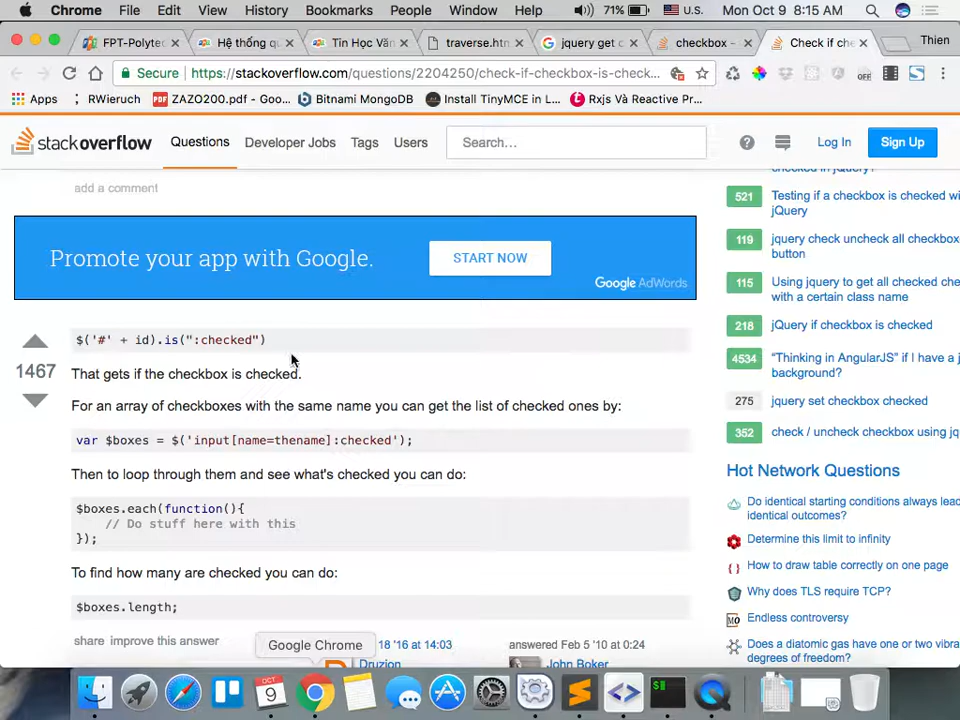 Chrome File Edit View History Bookmarks People Window Help 71% U.S. Mon Oct 9 8:15 AM
FPT-Polytec Hệ thống qu Tin Học Văn traverse.htm jquery get c checkbox - Check if che Thien
Secure https://stackoverflow.com/questions/2204250/check-if-checkbox-is-check...
Apps RWieruch ZAZO200.pdf - Goo... Bitnami MongoDB Install TinyMCE in L... Rxjs Và Reactive Pr...
stackoverflow Questions Developer Jobs Tags Users Search... Log In Sign Up
add a comment
Promote your app with Google. START NOW
Google AdWords
1467
$('#' + id).is(":checked")
That gets if the checkbox is checked.
For an array of checkboxes with the same name you can get the list of checked ones by:
var $boxes = $('input[name=thename]:checked');
Then to loop through them and see what's checked you can do:
$boxes.each(function(){
// Do stuff here with this
});
To find how many are checked you can do:
$boxes.length;
share improve this answer
Google Chrome
18 '16 at 14:03
Druzion
answered Feb 5 '10 at 0:24
John Boker
checked in jQuery?
521 Testing if a checkbox is checked wi
jQuery
119 jquery check uncheck all checkbox
button
115 Using jquery to get all checked che
with a certain class name
218 jQuery if checkbox is checked
4534 "Thinking in AngularJS" if I have a j
background?
275 jquery set checkbox checked
352 check / uncheck checkbox using jq
Hot Network Questions
Do identical starting conditions always lead
identical outcomes?
Determine this limit to infinity
How to draw table correctly on one page
Why does TLS require TCP?
Endless controversy
Does a diatomic gas have one or two vibra
degrees of freedom?
OCT
9